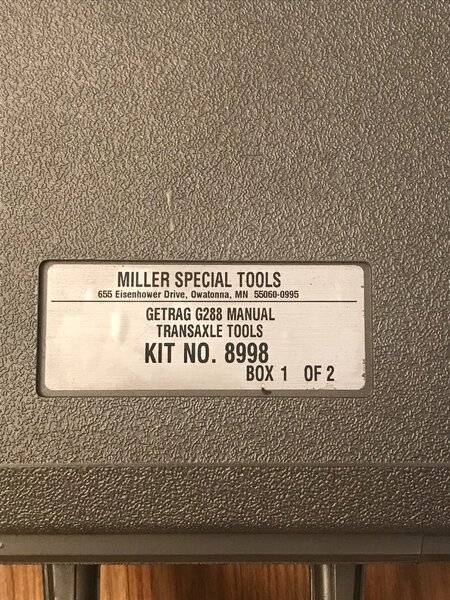 MILLER SPECIAL TOOLS
655 Eisenhower Drive, Owatonna, MN 55060-0995
GETRAG G288 MANUAL
TRANSAXLE TOOLS
KIT NO. 8998
BOX 1 OF 2